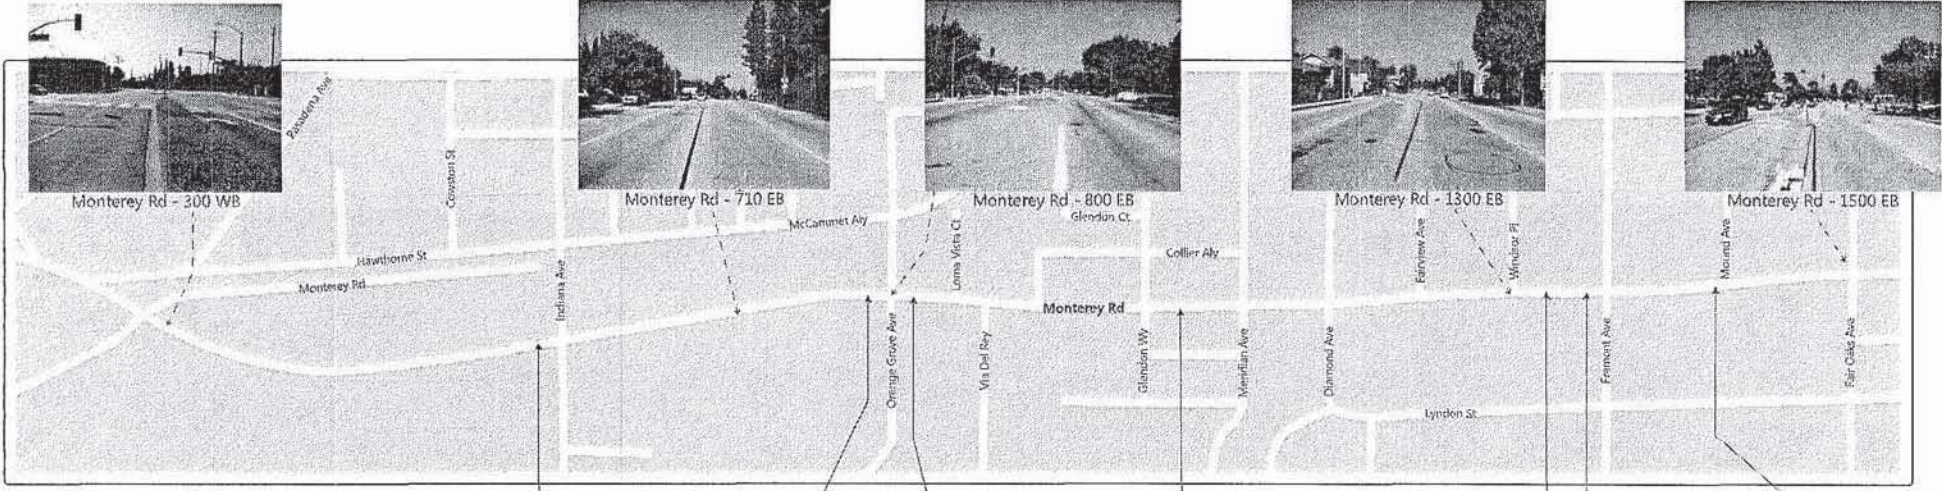 Monterey Rd - 300 WB
Monterey Rd - 710 EB
Monterey Rd - 800 EB
Monterey Rd - 1300 EB
Monterey Rd - 1500 EB
Pasadena Ave
Hawthorne St
Monterey Rd
Indiana Ave
McCammet Aly
Orange Grove Ave
Loma Vista Ct
Via Del Rey
Glendon Ct
Monterey Rd
Glendon Wy
Collier Aly
Meridian Ave
Diamond Ave
Fairview Ave
Lyndon St
Windsor Pl
Fremont Ave
Mound Ave
Fair Oaks Ave